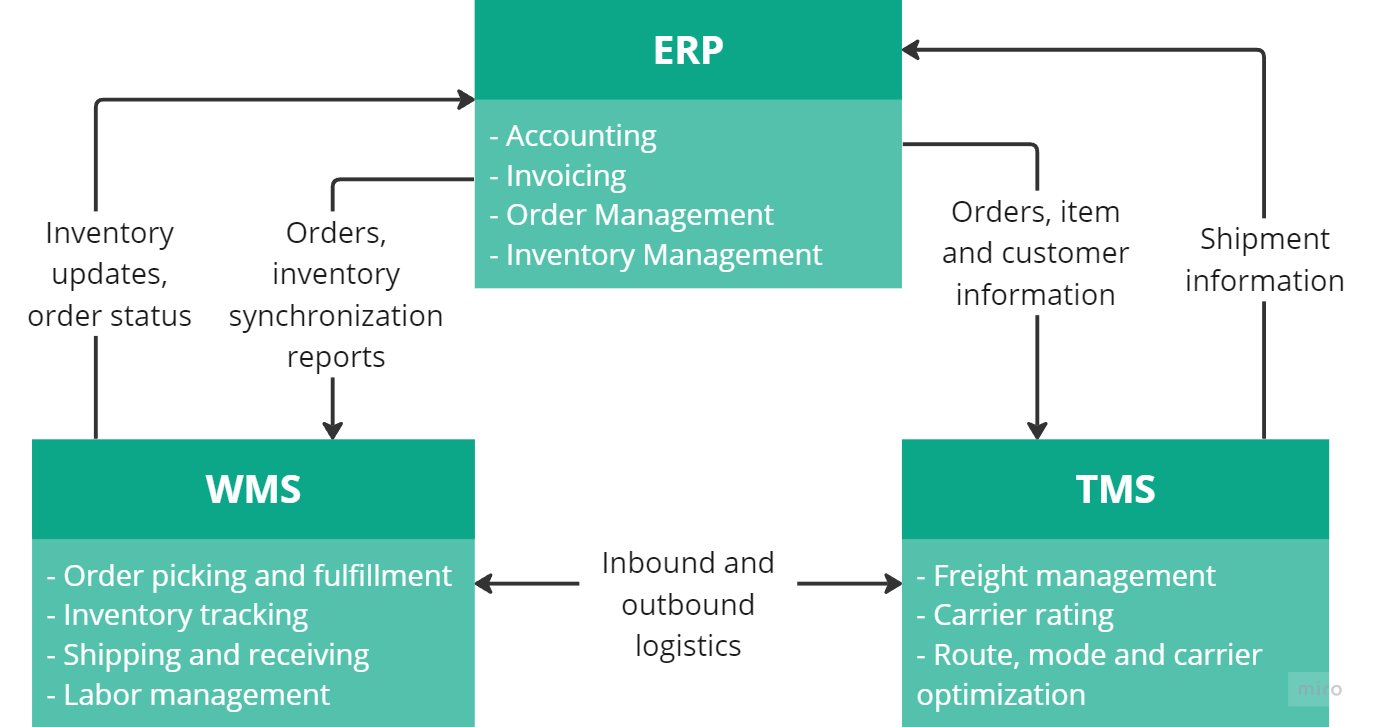 ERP
- Accounting
- Invoicing
- Order Management
- Inventory Management
Inventory
updates,
order status
Orders,
inventory
synchronization
reports
Orders, item
and customer
information
Shipment
information
WMS
- Order picking and fulfillment
- Inventory tracking
- Shipping and receiving
- Labor management
Inbound and
outbound
logistics
TMS
- Freight management
- Carrier rating
- Route, mode and carrier
optimization
miro